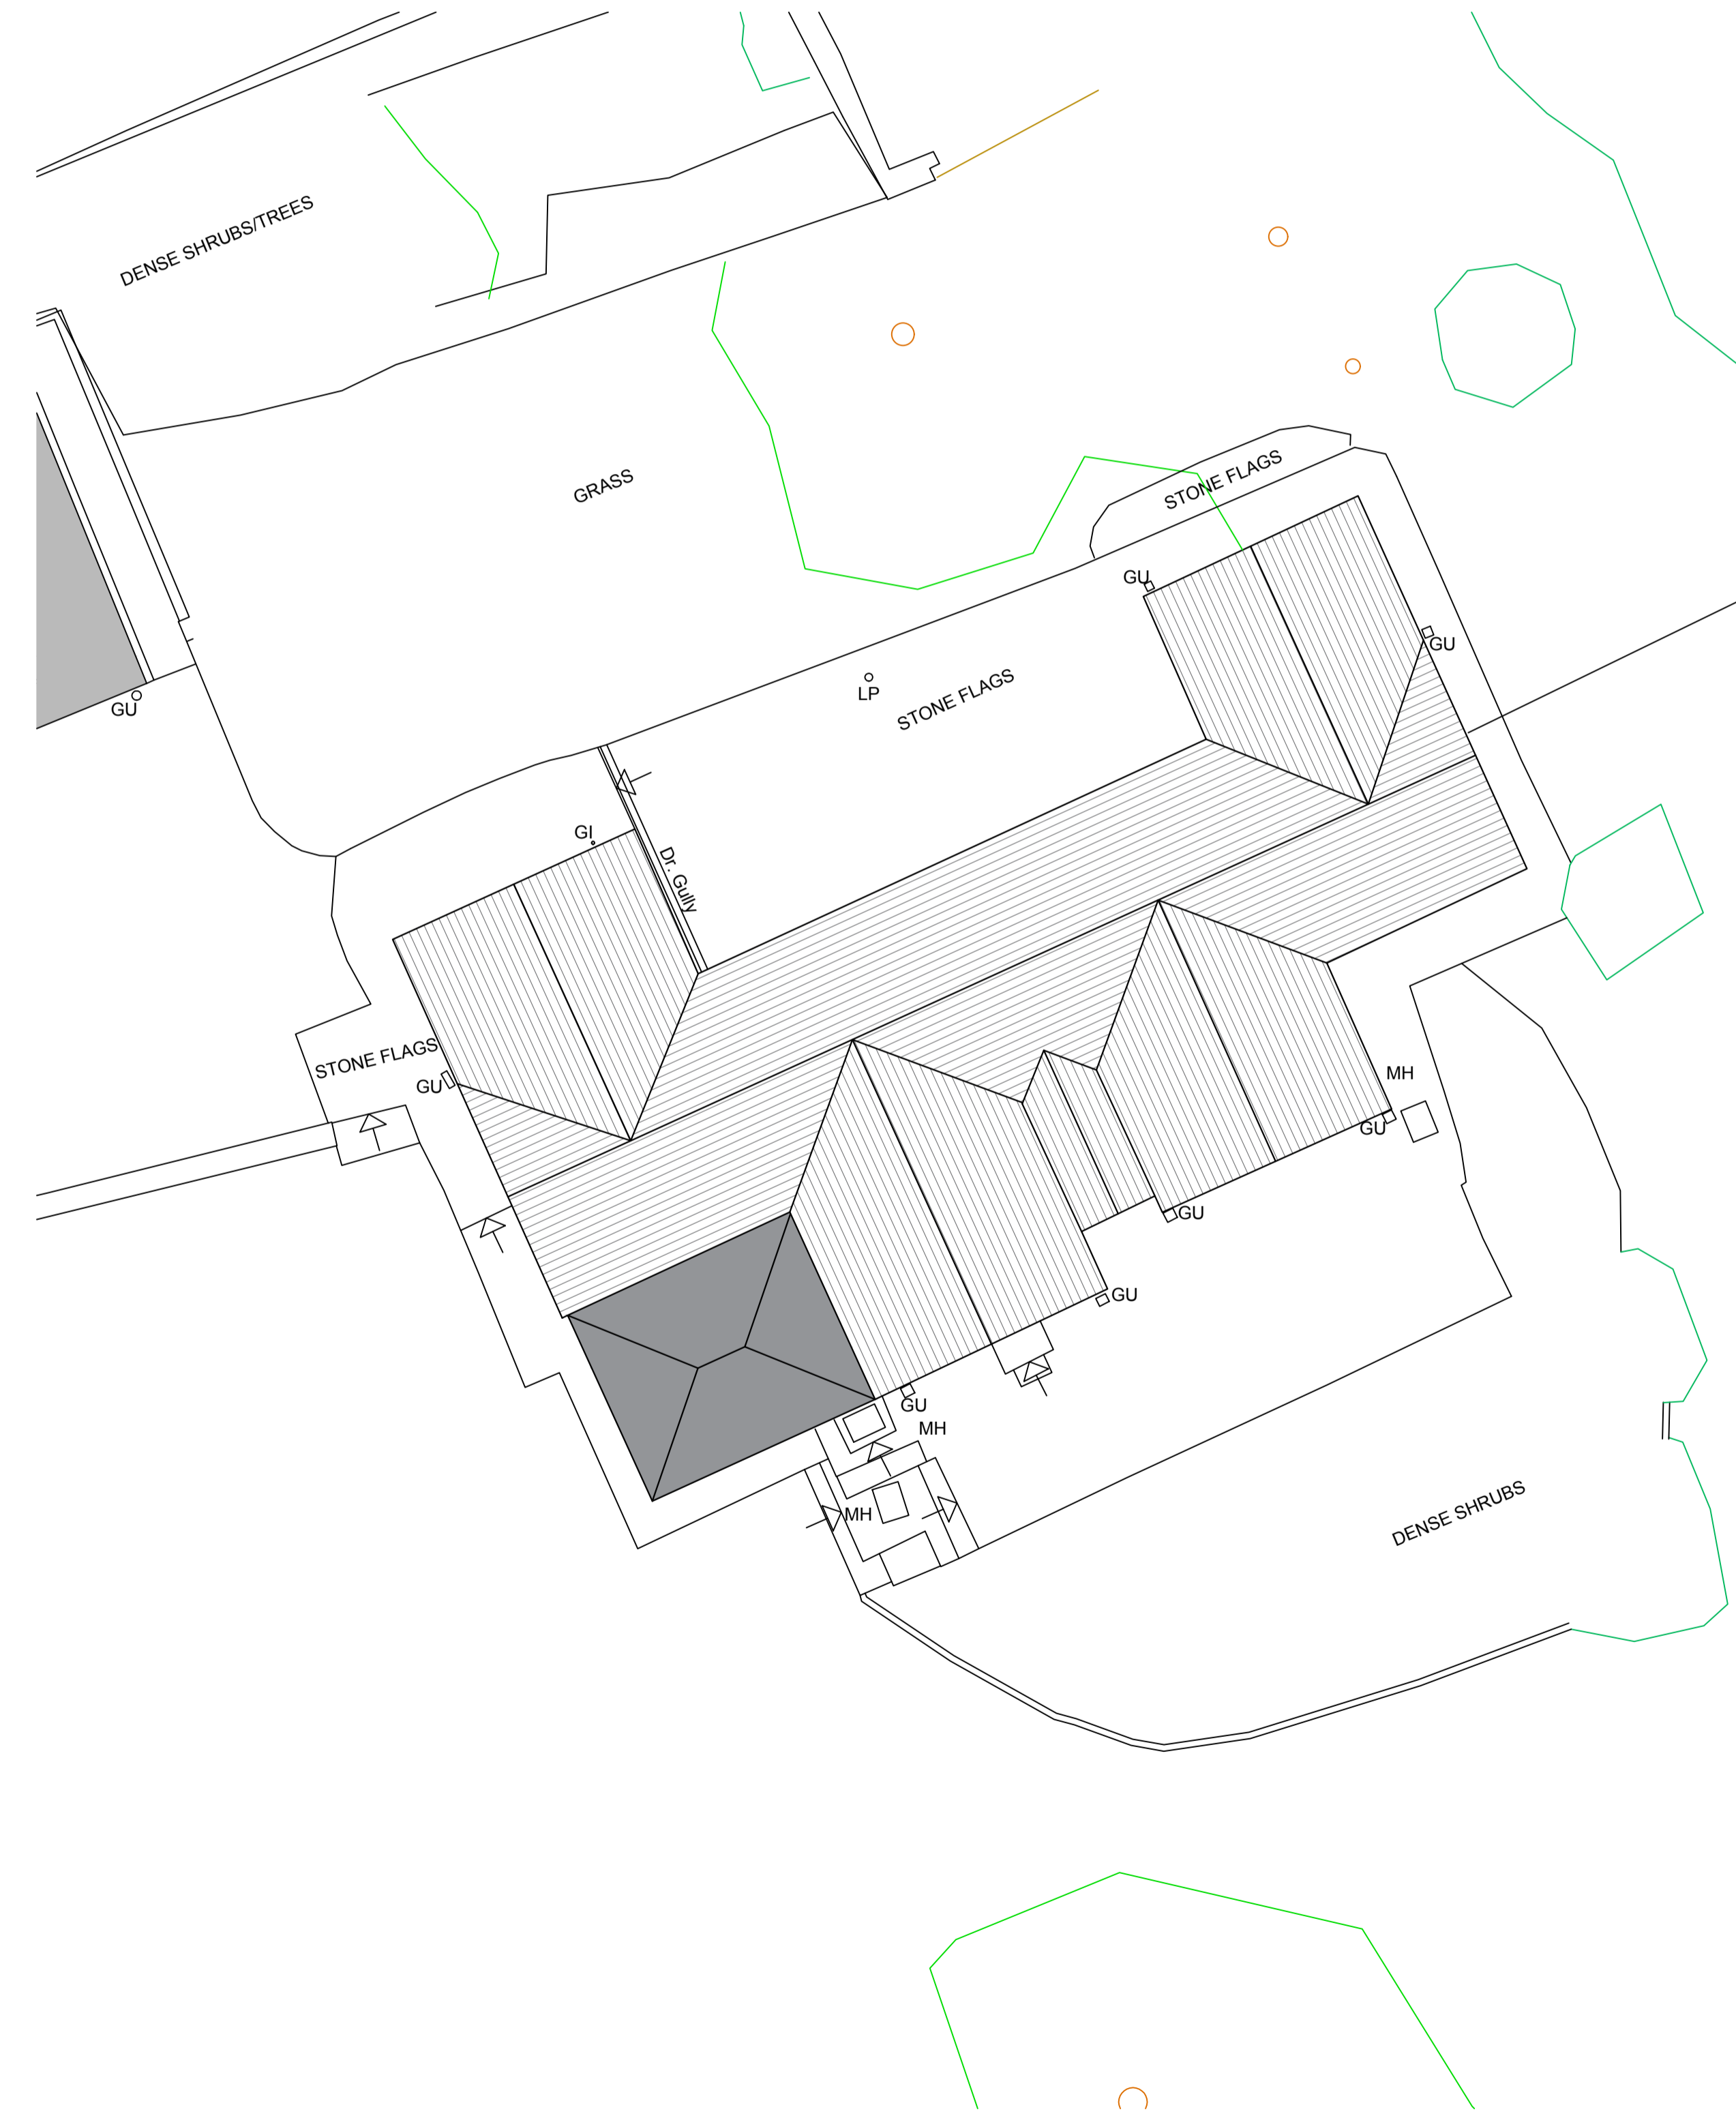 DENSE SHRUBS/TREES
GRASS
STONE FLAGS
GU
GU
LP
STONE FLAGS
GU
GI
Dr. Gully
STONE FLAGS
GU
MH
GU
GU
GU
GU
MH
MH
DENSE SHRUBS